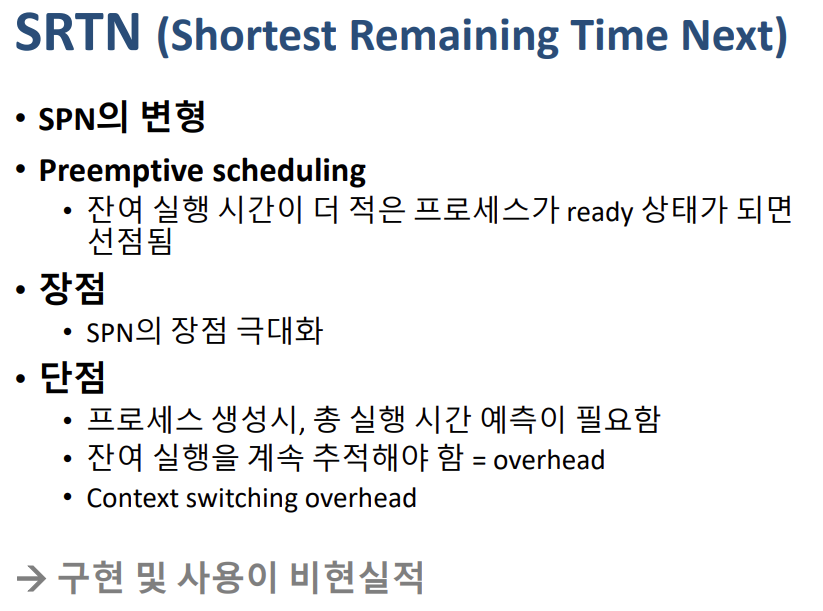 SRTN (Shortest Remaining Time Next)
• SPN의 변형
• Preemptive scheduling
• 잔여 실행 시간이 더 적은 프로세스가 ready 상태가 되면
선점됨
• 장점
• SPN의 장점 극대화
• 단점
• 프로세스 생성시, 총 실행 시간 예측이 필요함
• 잔여 실행을 계속 추적해야 함 = overhead
• Context switching overhead
→ 구현 및 사용이 비현실적